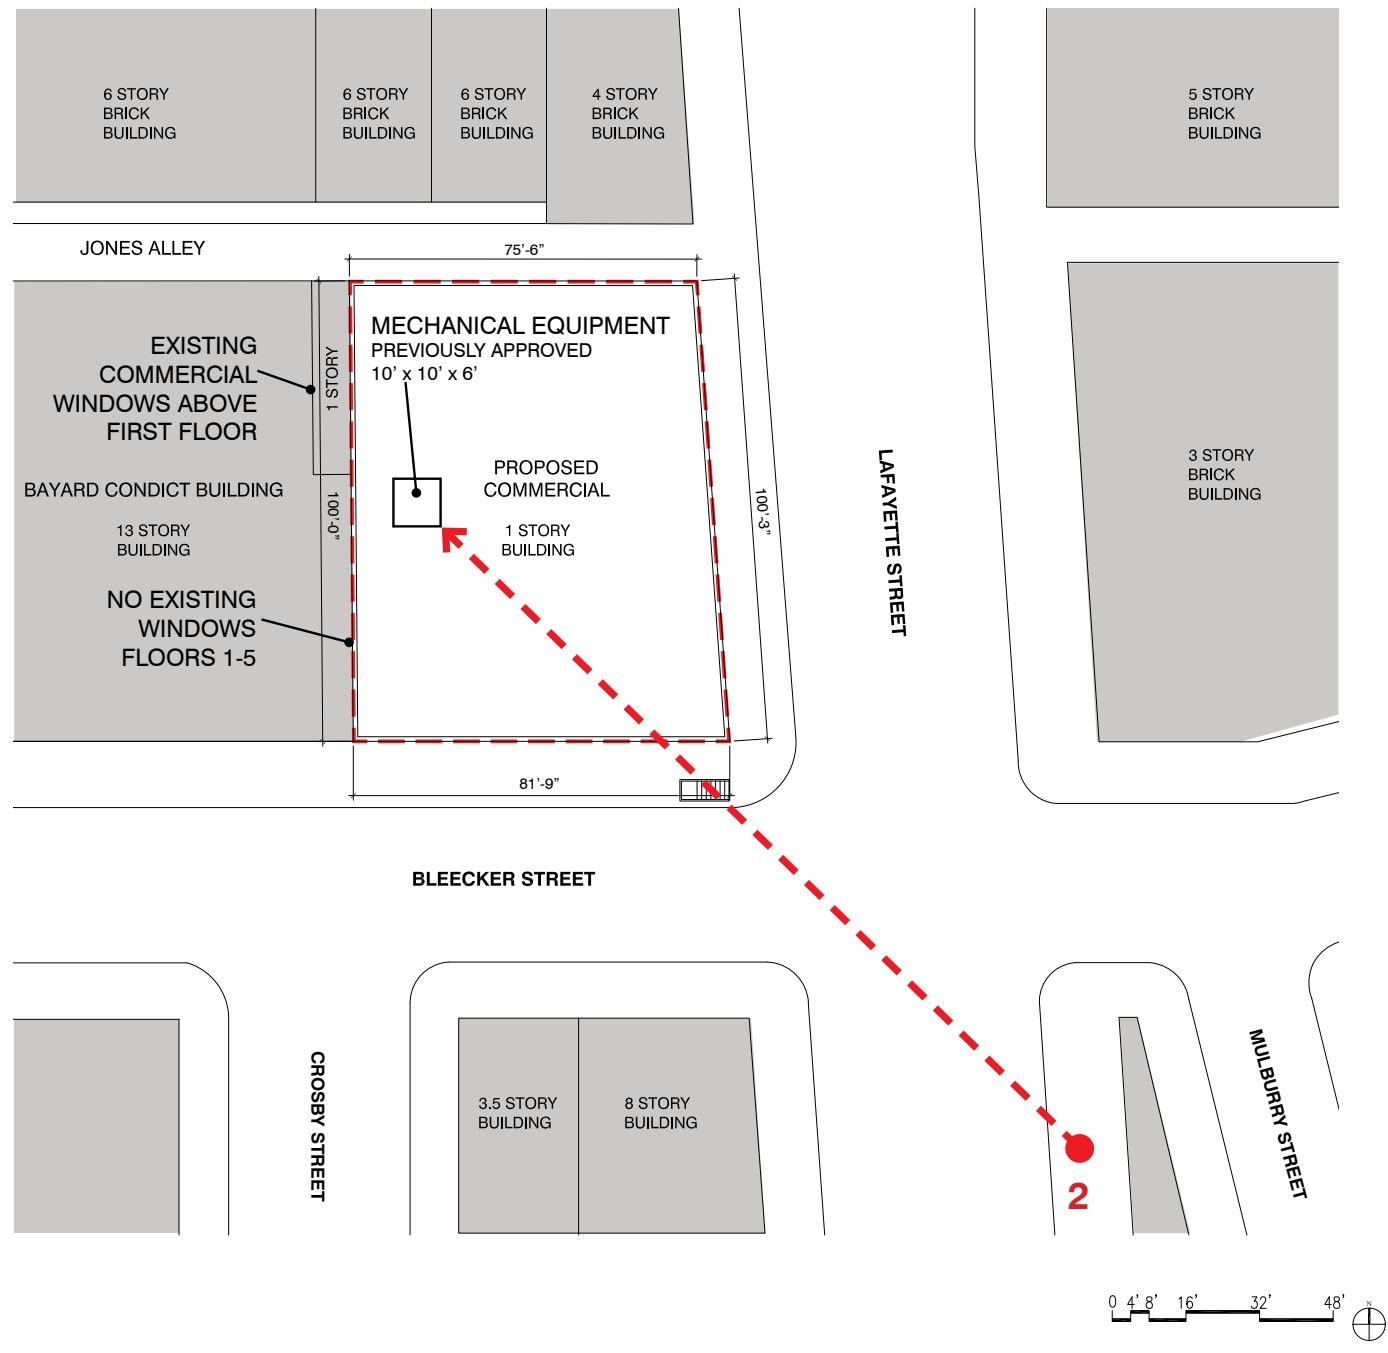 6 STORY
BRICK
BUILDING
6 STORY
BRICK
BUILDING
6 STORY
BRICK
BUILDING
4 STORY
BRICK
BUILDING
5 STORY
BRICK
BUILDING
JONES ALLEY
75'-6"
MECHANICAL EQUIPMENT
PREVIOUSLY APPROVED
10' x 10' x 6'
EXISTING
COMMERCIAL
WINDOWS ABOVE
FIRST FLOOR
1 STORY
BAYARD CONDICT BUILDING
13 STORY
BUILDING
100'-0"
PROPOSED
COMMERCIAL
1 STORY
BUILDING
100'-3"
LAFAYETTE STREET
3 STORY
BRICK
BUILDING
NO EXISTING
WINDOWS
FLOORS 1-5
81'-9"
BLEECKER STREET
CROSBY STREET
3.5 STORY
BUILDING
8 STORY
BUILDING
MULBURRY STREET
2
0 4' 8' 16' 32' 48'
N